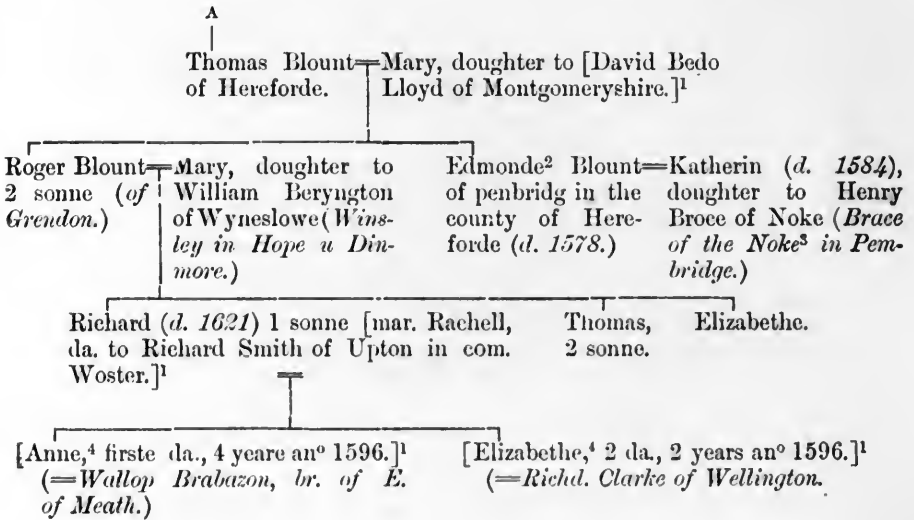 A
Thomas Blount=Mary, doughter to [David Bedo
of Hereforde. Lloyd of Montgomeryshire.]¹
Roger Blount=
2 sonne (of
Grendon.)
Mary, doughter to
William Beryngton
of Wyneslowe (Wins-
ley in Hope u Din-
more.)
Edmonde² Blount=
of penbridg in the
county of Here-
forde (d. 1578.)
Katherin (d. 1584),
doughter to Henry
Broce of Noke (Brace
of the Noke³ in Pem-
bridge.)
Richard (d. 1621) 1 sonne [mar. Rachell,
da. to Richard Smith of Upton in com.
Woster.]¹
Thomas,
2 sonne.
Elizabethe.
[Anne,⁴ firste da., 4 yeare anº 1596.]¹
(=Wallop Brabazon, br. of E.
of Meath.)
[Elizabethe,⁴ 2 da., 2 years anº 1596.]¹
(=Richd. Clarke of Wellington.